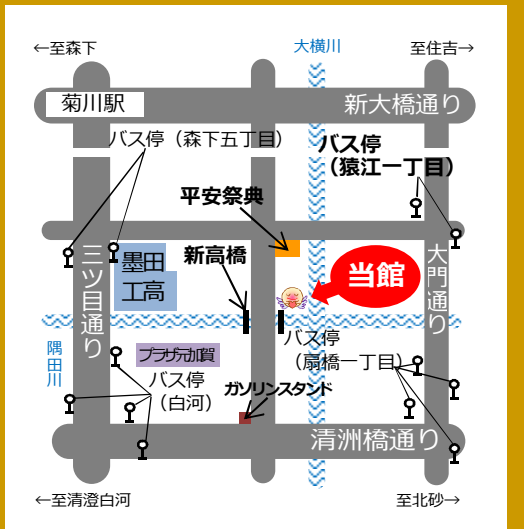 ←至森下
大横川
至住吉→
菊川駅
新大橋通り
バス停（森下五丁目）
バス停
（猿江一丁目）
平安祭典
三ツ目通り
墨田
工高
新高橋
当館
大門通り
隅田川
プラザ元加賀
バス停
（扇橋一丁目）
バス停
（白河）
ガソリンスタンド
清洲橋通り
←至清澄白河
至北砂→